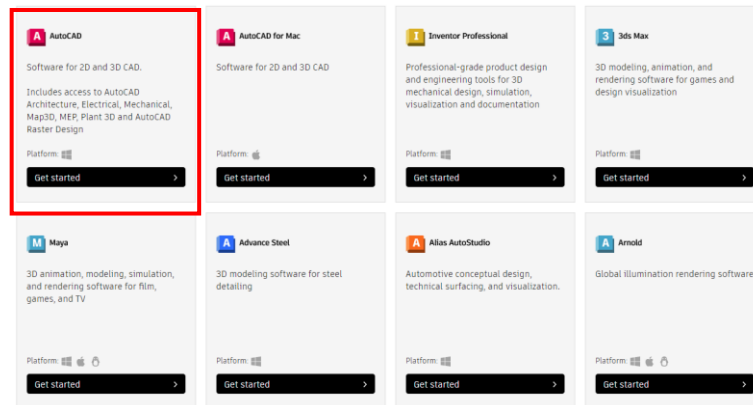 AutoCAD
Software for 2D and 3D CAD.
Includes access to AutoCAD
Architecture, Electrical, Mechanical,
Map3D, MEP, Plant 3D and AutoCAD
Raster Design
Platform:
Get started
AutoCAD for Mac
Software for 2D and 3D CAD
Platform:
Get started
Inventor Professional
Professional-grade product design
and engineering tools for 3D
mechanical design, simulation,
visualization and documentation
Platform:
Get started
3ds Max
3D modeling, animation, and
rendering software for games and
design visualization
Platform:
Get started
Maya
3D animation, modeling, simulation,
and rendering software for film,
games, and TV
Platform:
Get started
Advance Steel
3D modeling software for steel
detailing
Platform:
Get started
Alias AutoStudio
Automotive conceptual design,
technical surfacing, and visualization.
Platform:
Get started
Arnold
Global illumination rendering software
Platform:
Get started